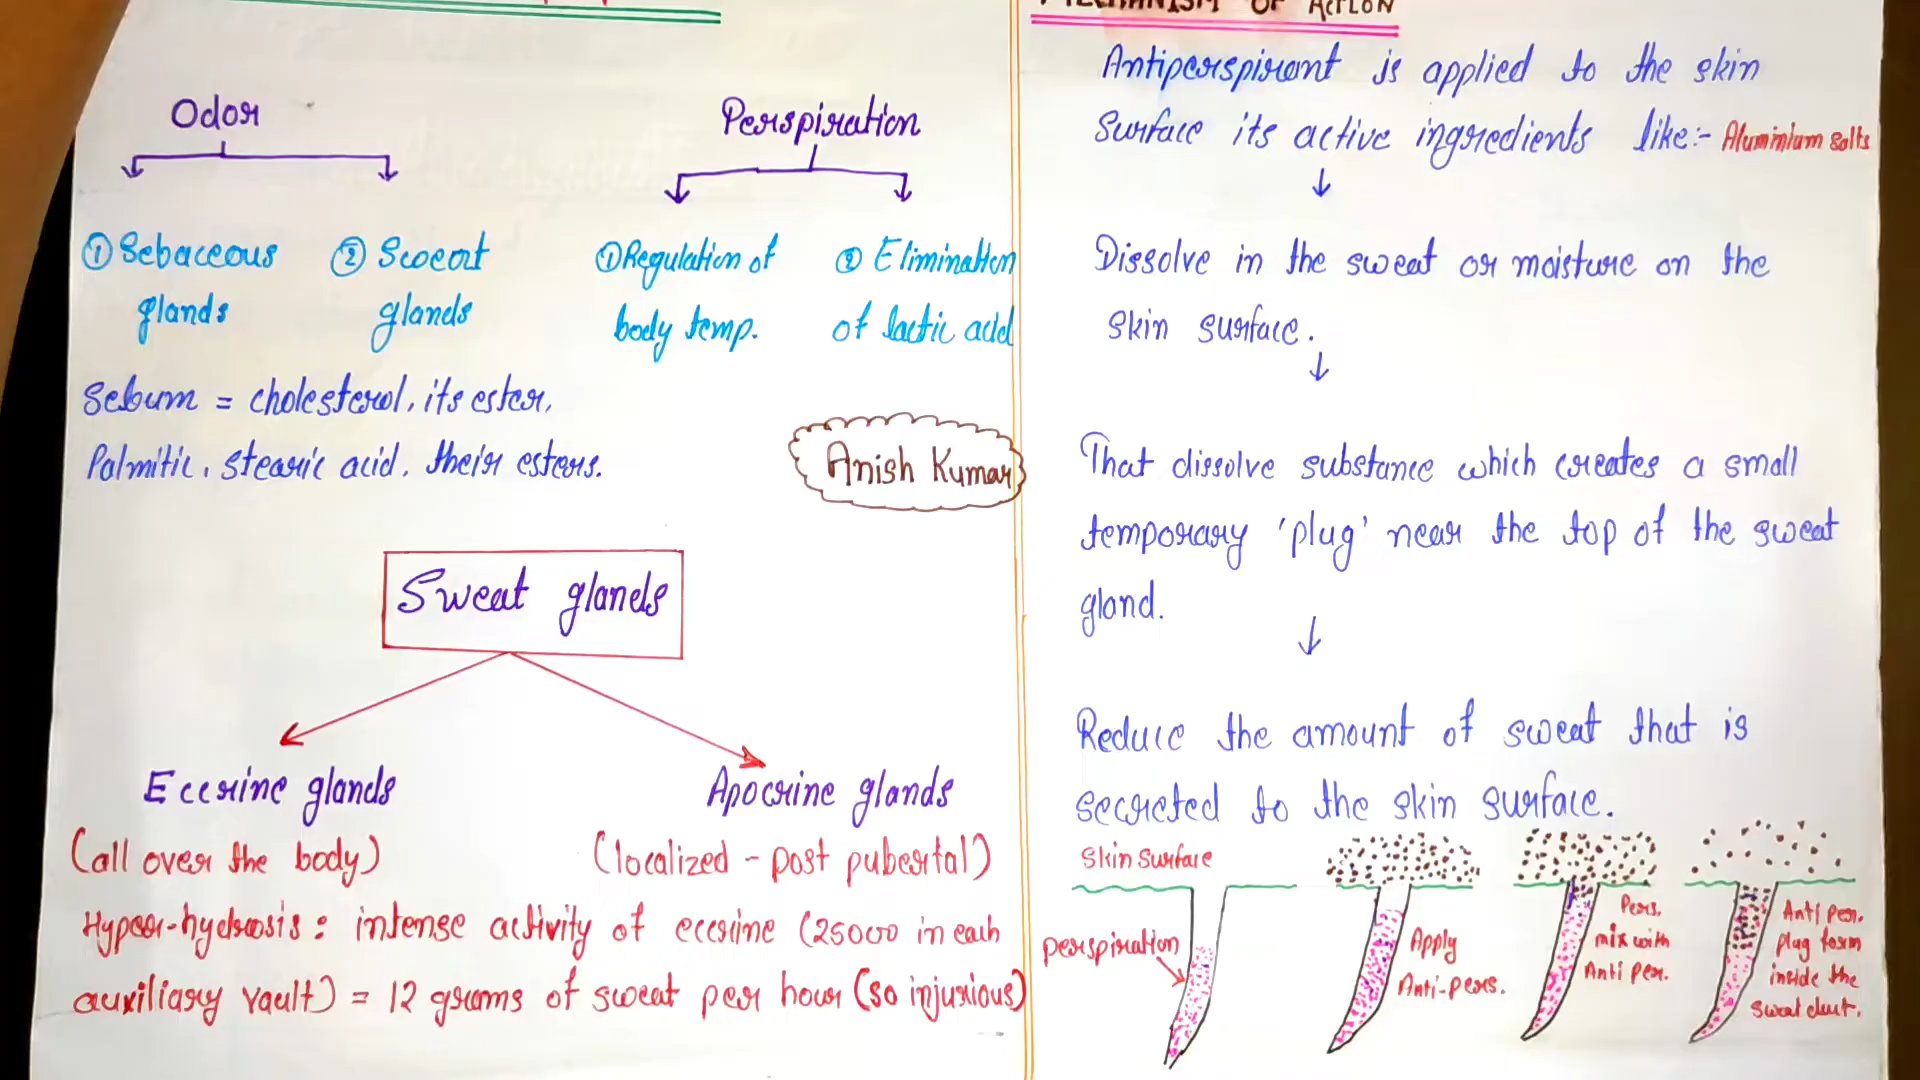 Odor
① Sebaceous glands
② Sweat glands
Perspiration
① Regulation of body temp.
② Elimination of lactic acid
Sebum = cholesterol, its ester,
Palmitic, stearic acid, their esters.
Anish Kumar
Sweat glands
Eccrine glands
(all over the body)
Apocrine glands
(localized - post pubertal)
Hyper-hydrosis: intense activity of eccrine (25000 in each
auxiliary vault) = 12 grams of sweat per hour (so injurious)
MECHANISM OF ACTION
Antiperspirant is applied to the skin
surface its active ingredients like:- Aluminium salts
↓
Dissolve in the sweat or moisture on the
skin surface.
↓
That dissolve substance which creates a small
temporary 'plug' near the top of the sweat
gland.
↓
Reduce the amount of sweat that is
secreted to the skin surface.
Skin surface
perspiration
Apply
Anti-pers.
Pers.
mix with
Anti per.
Anti per.
plug form
inside the
sweat duct.